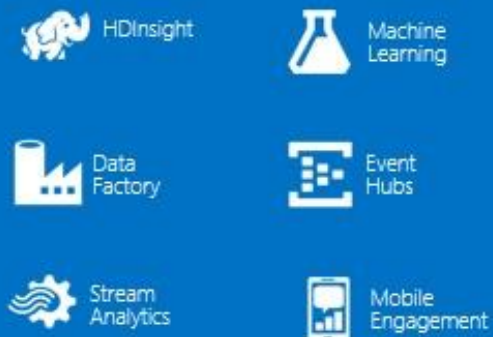 HDInsight
Machine
Learning
Data
Factory
Event
Hubs
Stream
Analytics
Mobile
Engagement